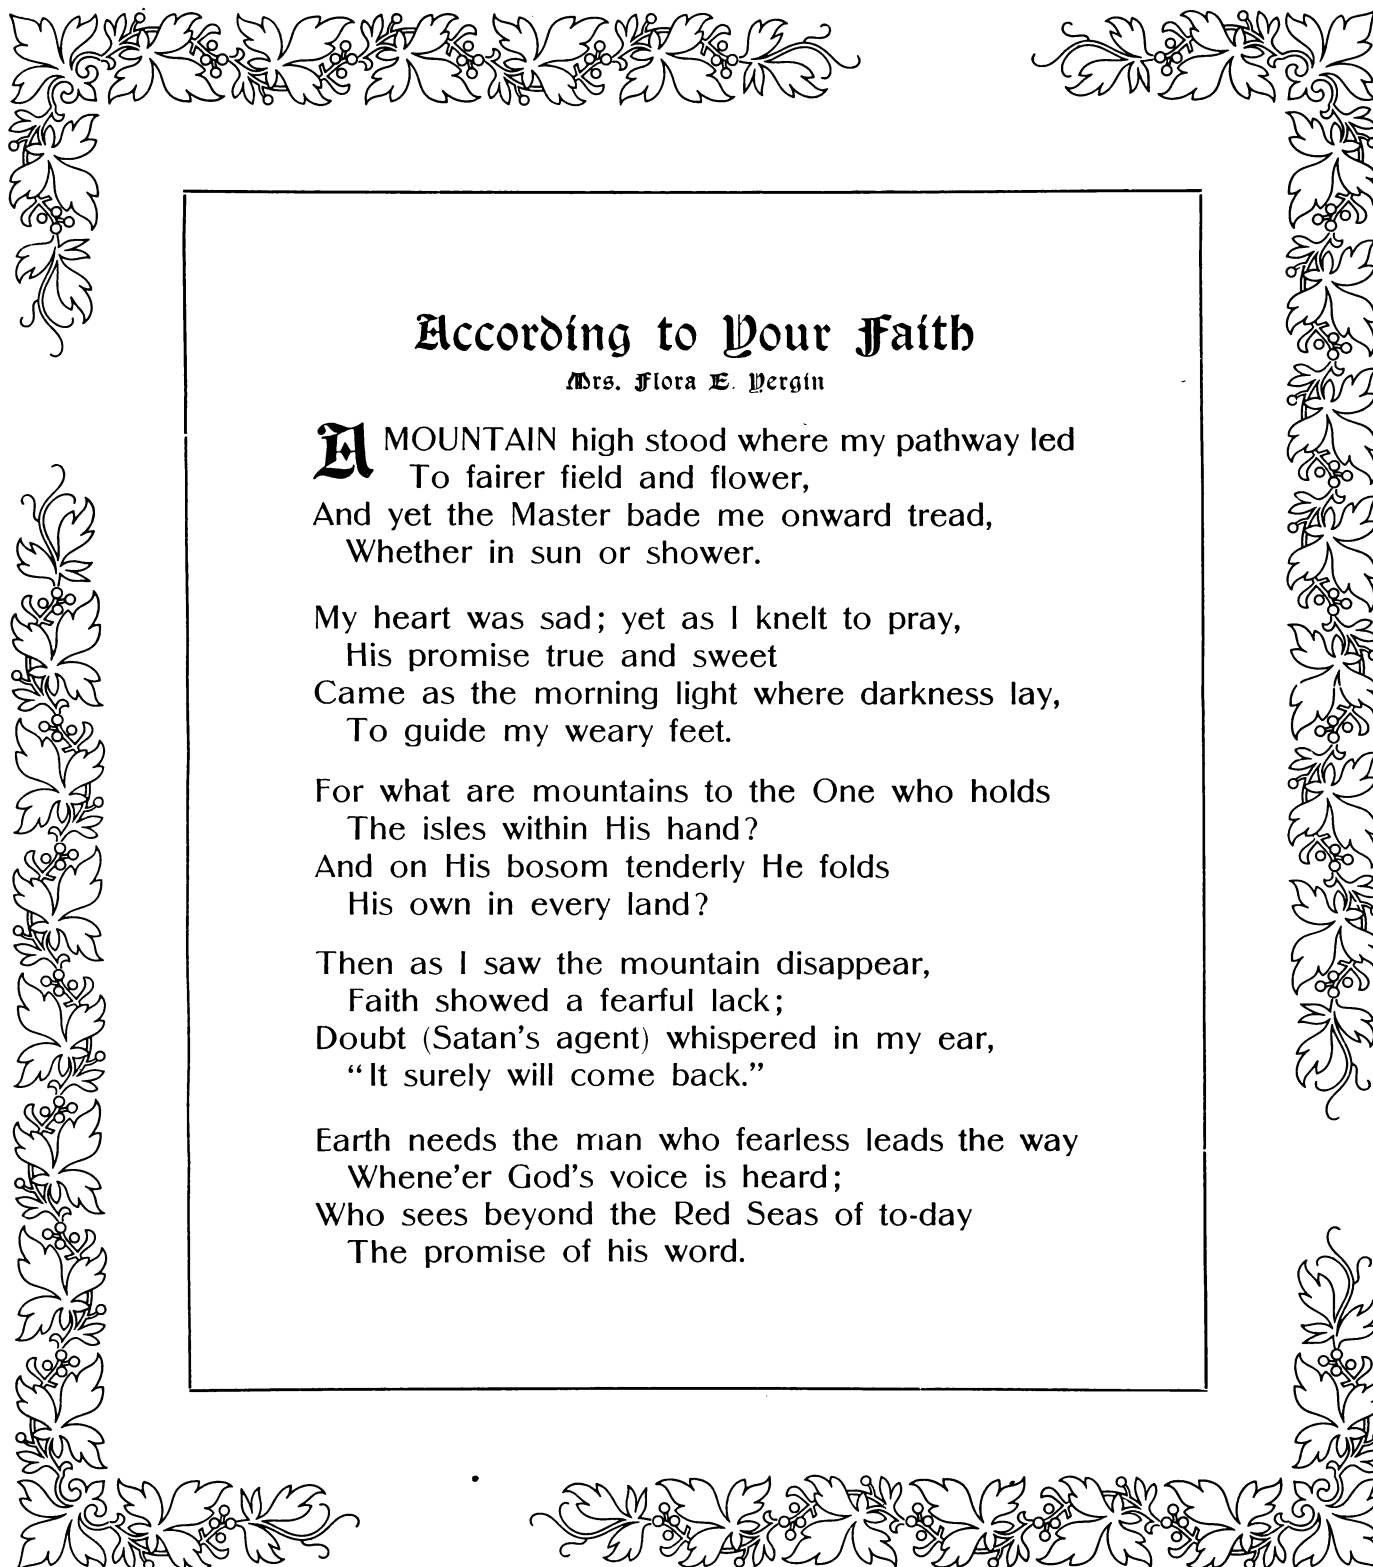 According to Your Faith
Mrs. Flora E. Yergin
A MOUNTAIN high stood where my pathway led
To fairer field and flower,
And yet the Master bade me onward tread,
Whether in sun or shower.
My heart was sad; yet as I knelt to pray,
His promise true and sweet
Came as the morning light where darkness lay,
To guide my weary feet.
For what are mountains to the One who holds
The isles within His hand?
And on His bosom tenderly He folds
His own in every land?
Then as I saw the mountain disappear,
Faith showed a fearful lack;
Doubt (Satan's agent) whispered in my ear,
"It surely will come back."
Earth needs the man who fearless leads the way
Whene'er God's voice is heard;
Who sees beyond the Red Seas of to-day
The promise of his word.